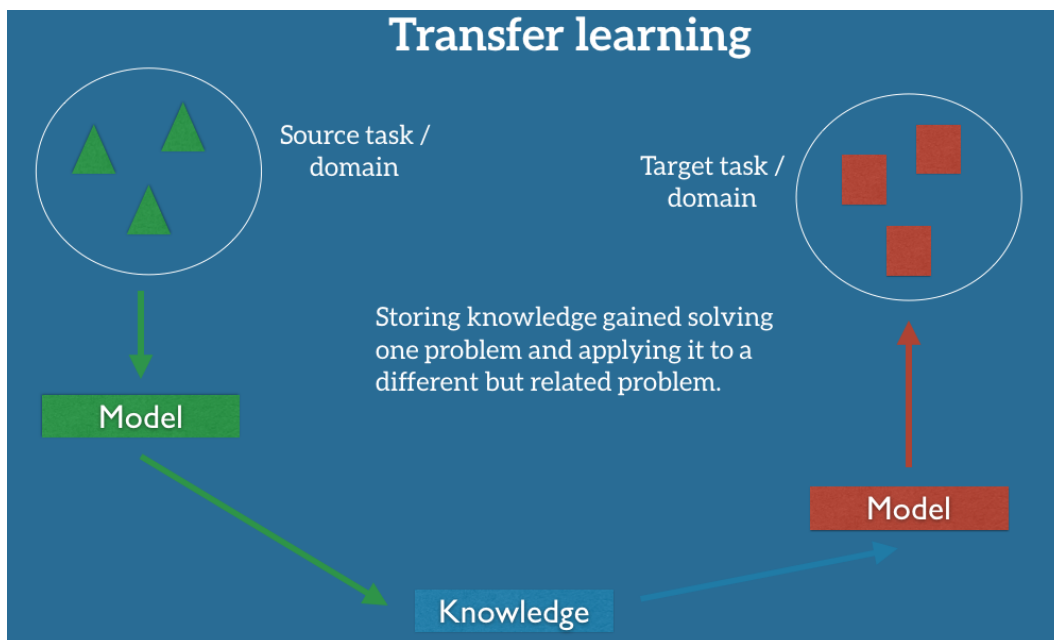 Transfer learning
Source task /
domain
Target task /
domain
Storing knowledge gained solving
one problem and applying it to a
different but related problem.
Model
Model
Knowledge